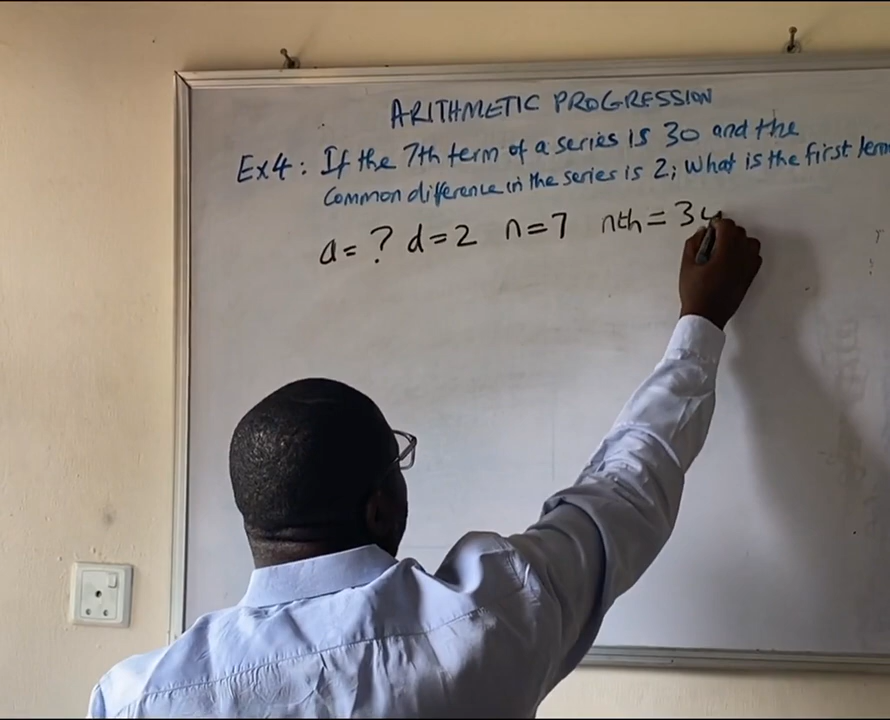 ARITHMETIC PROGRESSION
Ex4: If the 7th term of a series is 30 and the
Common difference in the series is 2; What is the first term
a = ? d = 2 n = 7 nth = 3